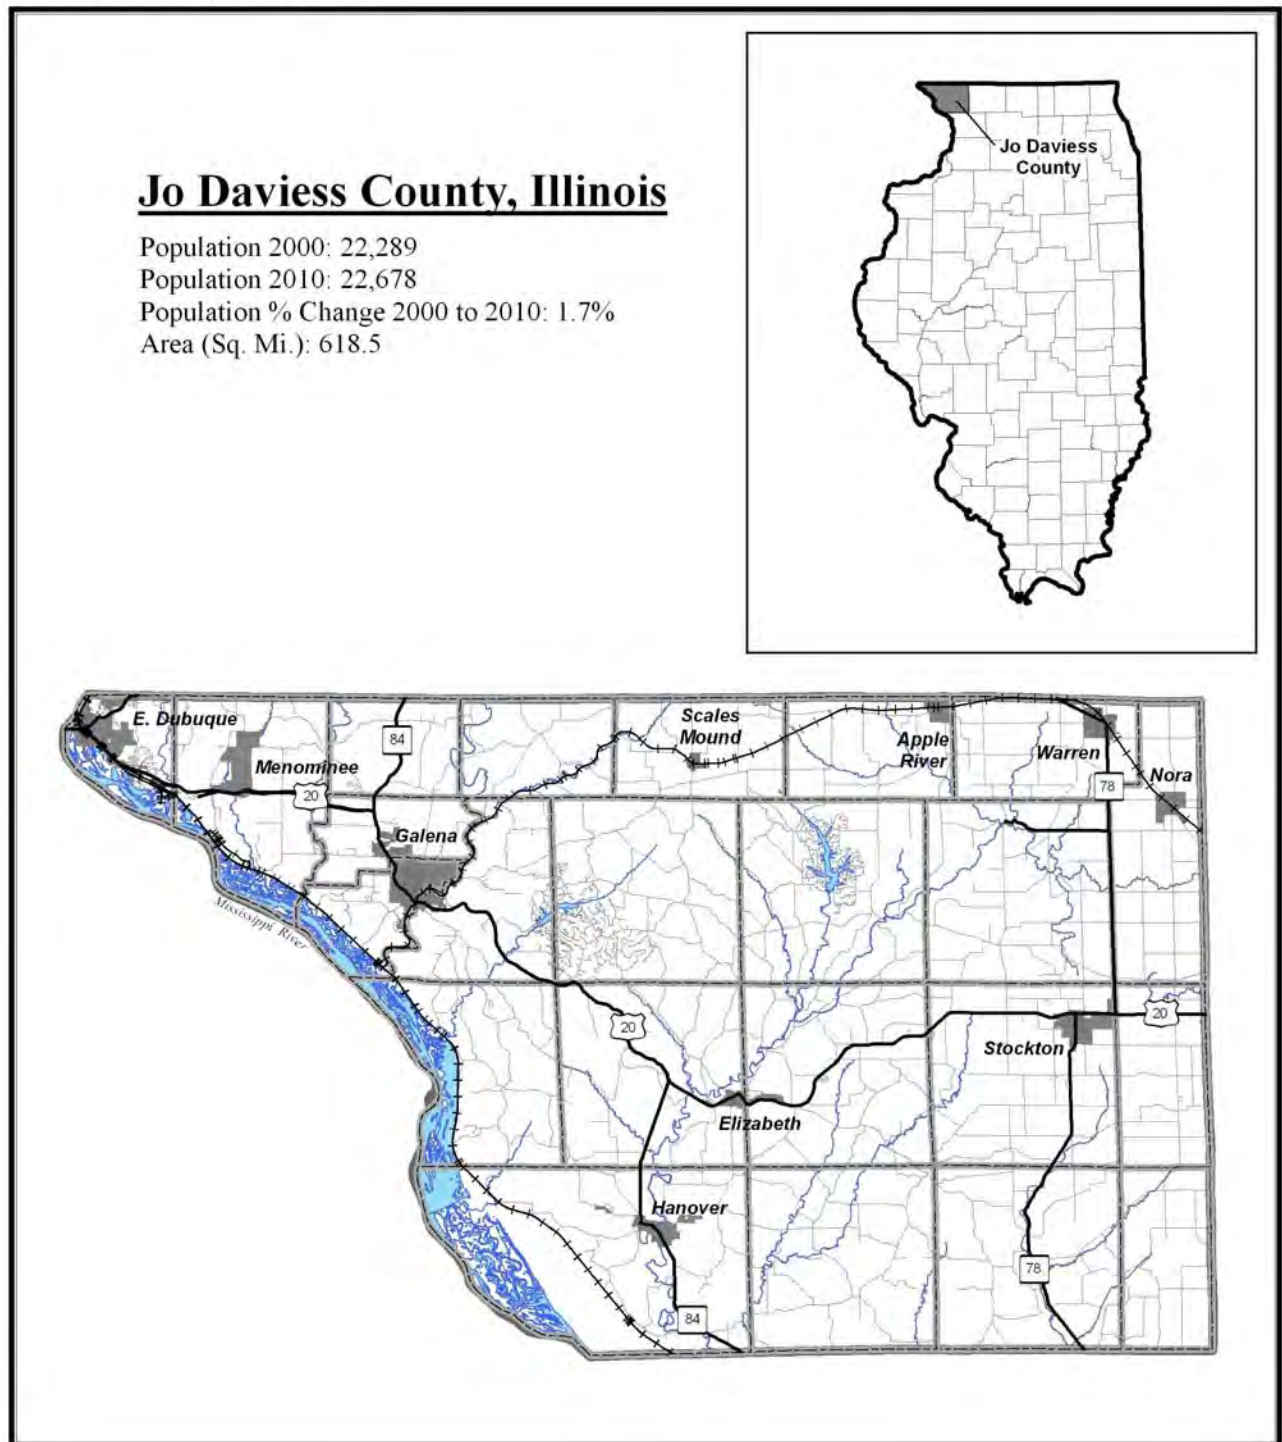 Jo Daviess County, Illinois
Population 2000: 22,289
Population 2010: 22,678
Population % Change 2000 to 2010: 1.7%
Area (Sq. Mi.): 618.5
Jo Daviess
County
E. Dubuque
Menominee
84
20
Galena
Scales
Mound
Apple
River
Warren
78
Nora
Mississippi River
20
Stockton
20
Elizabeth
Hanover
84
78